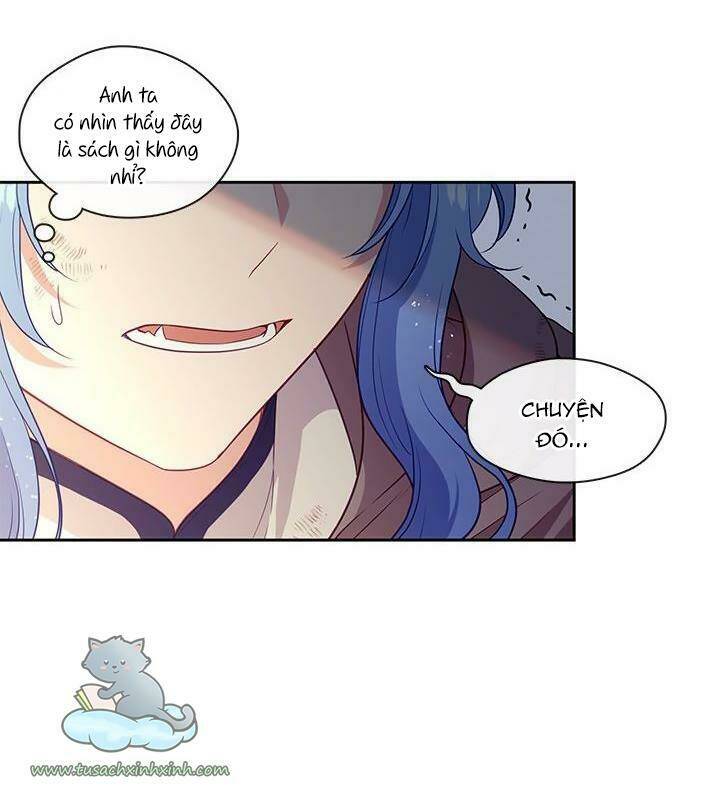 Anh ta
có nhìn thấy đây
là sách gì không
nhỉ?
CHUYỆN
ĐÓ...
www.tusachxinhxinh.com